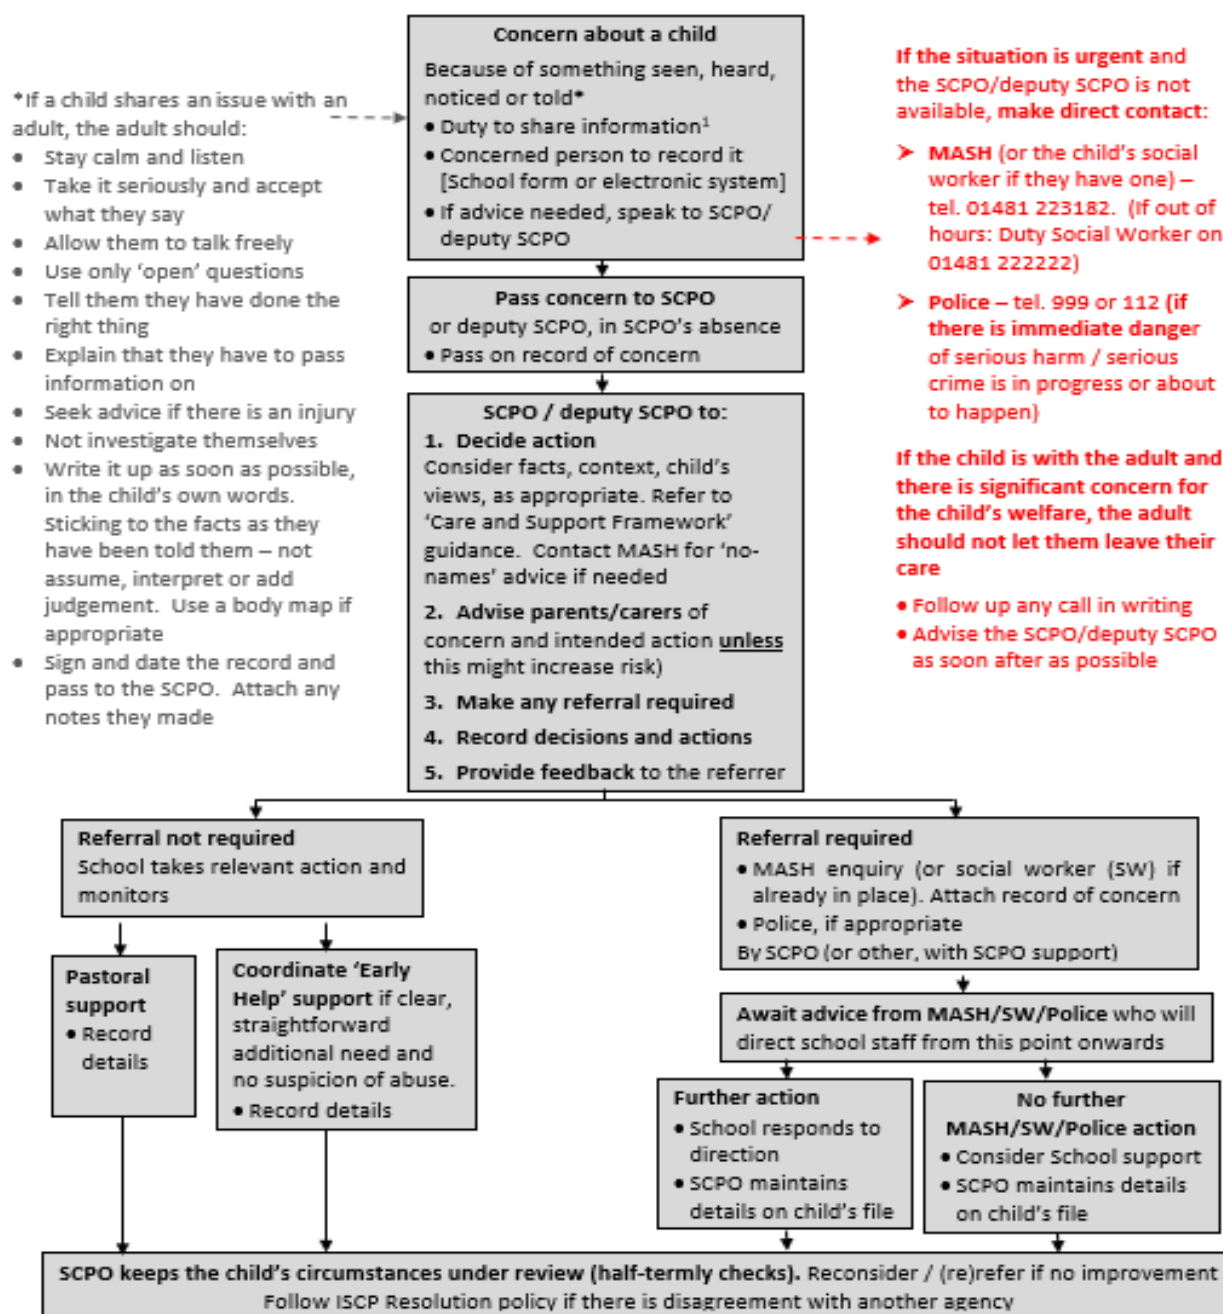 Concern about a child
Because of something seen, heard,
noticed or told*
• Duty to share information¹
• Concerned person to record it
[School form or electronic system]
• If advice needed, speak to SCPO/
deputy SCPO
*If a child shares an issue with an
adult, the adult should:
• Stay calm and listen
• Take it seriously and accept
what they say
• Allow them to talk freely
• Use only ‘open’ questions
• Tell them they have done the
right thing
• Explain that they have to pass
information on
• Seek advice if there is an injury
• Not investigate themselves
• Write it up as soon as possible,
in the child’s own words.
Sticking to the facts as they
have been told them – not
assume, interpret or add
judgement. Use a body map if
appropriate
• Sign and date the record and
pass to the SCPO. Attach any
notes they made
If the situation is urgent and
the SCPO/deputy SCPO is not
available, make direct contact:
➢ MASH (or the child’s social
worker if they have one) –
tel. 01481 223182. (If out of
hours: Duty Social Worker on
01481 222222)
➢ Police – tel. 999 or 112 (if
there is immediate danger
of serious harm / serious
crime is in progress or about
to happen)
If the child is with the adult and
there is significant concern for
the child’s welfare, the adult
should not let them leave their
care
• Follow up any call in writing
• Advise the SCPO/deputy SCPO
as soon after as possible
Pass concern to SCPO
or deputy SCPO, in SCPO’s absence
• Pass on record of concern
SCPO / deputy SCPO to:
1. Decide action
Consider facts, context, child’s
views, as appropriate. Refer to
‘Care and Support Framework’
guidance. Contact MASH for ‘no-
names’ advice if needed
2. Advise parents/carers of
concern and intended action unless
this might increase risk)
3. Make any referral required
4. Record decisions and actions
5. Provide feedback to the referrer
Referral not required
School takes relevant action and
monitors
Pastoral
support
• Record
details
Coordinate ‘Early
Help’ support if clear,
straightforward
additional need and
no suspicion of abuse.
• Record details
Referral required
• MASH enquiry (or social worker (SW) if
already in place). Attach record of concern
• Police, if appropriate
By SCPO (or other, with SCPO support)
Await advice from MASH/SW/Police who will
direct school staff from this point onwards
Further action
• School responds to
direction
• SCPO maintains
details on child’s file
No further
MASH/SW/Police action
• Consider School support
• SCPO maintains details
on child’s file
SCPO keeps the child’s circumstances under review (half-termly checks). Reconsider / (re)refer if no improvement
Follow ISCP Resolution policy if there is disagreement with another agency